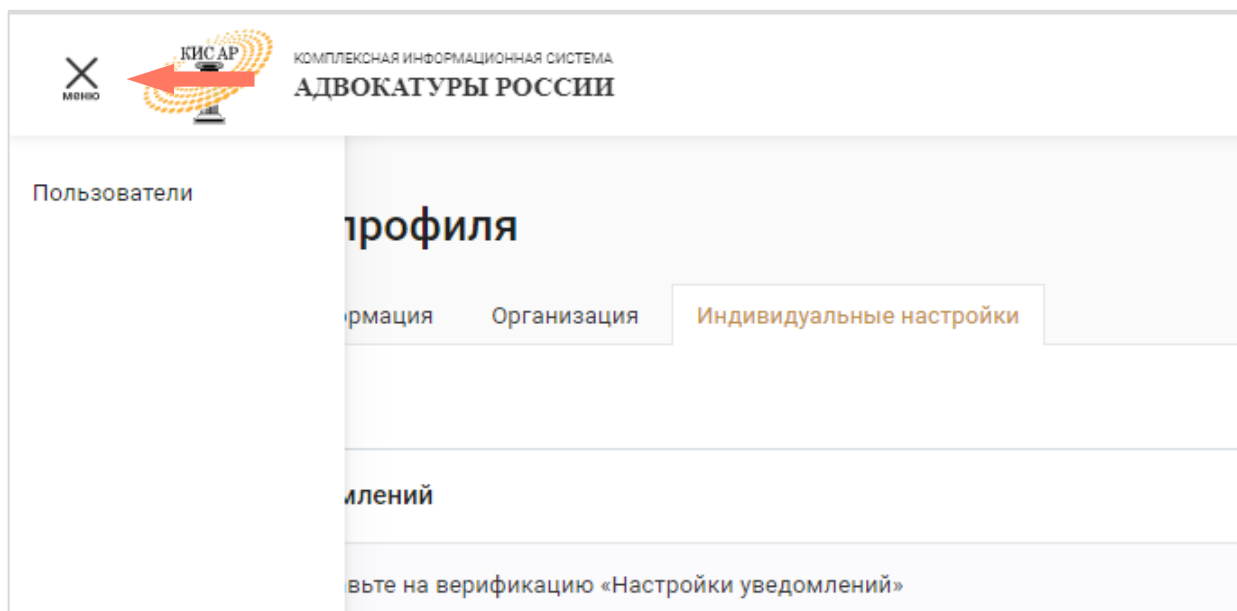 КИС АР
КОМПЛЕКСНАЯ ИНФОРМАЦИОННАЯ СИСТЕМА
АДВОКАТУРЫ РОССИИ
меню
Пользователи
профиля
рмация Организация Индивидуальные настройки
млений
вьте на верификацию «Настройки уведомлений»